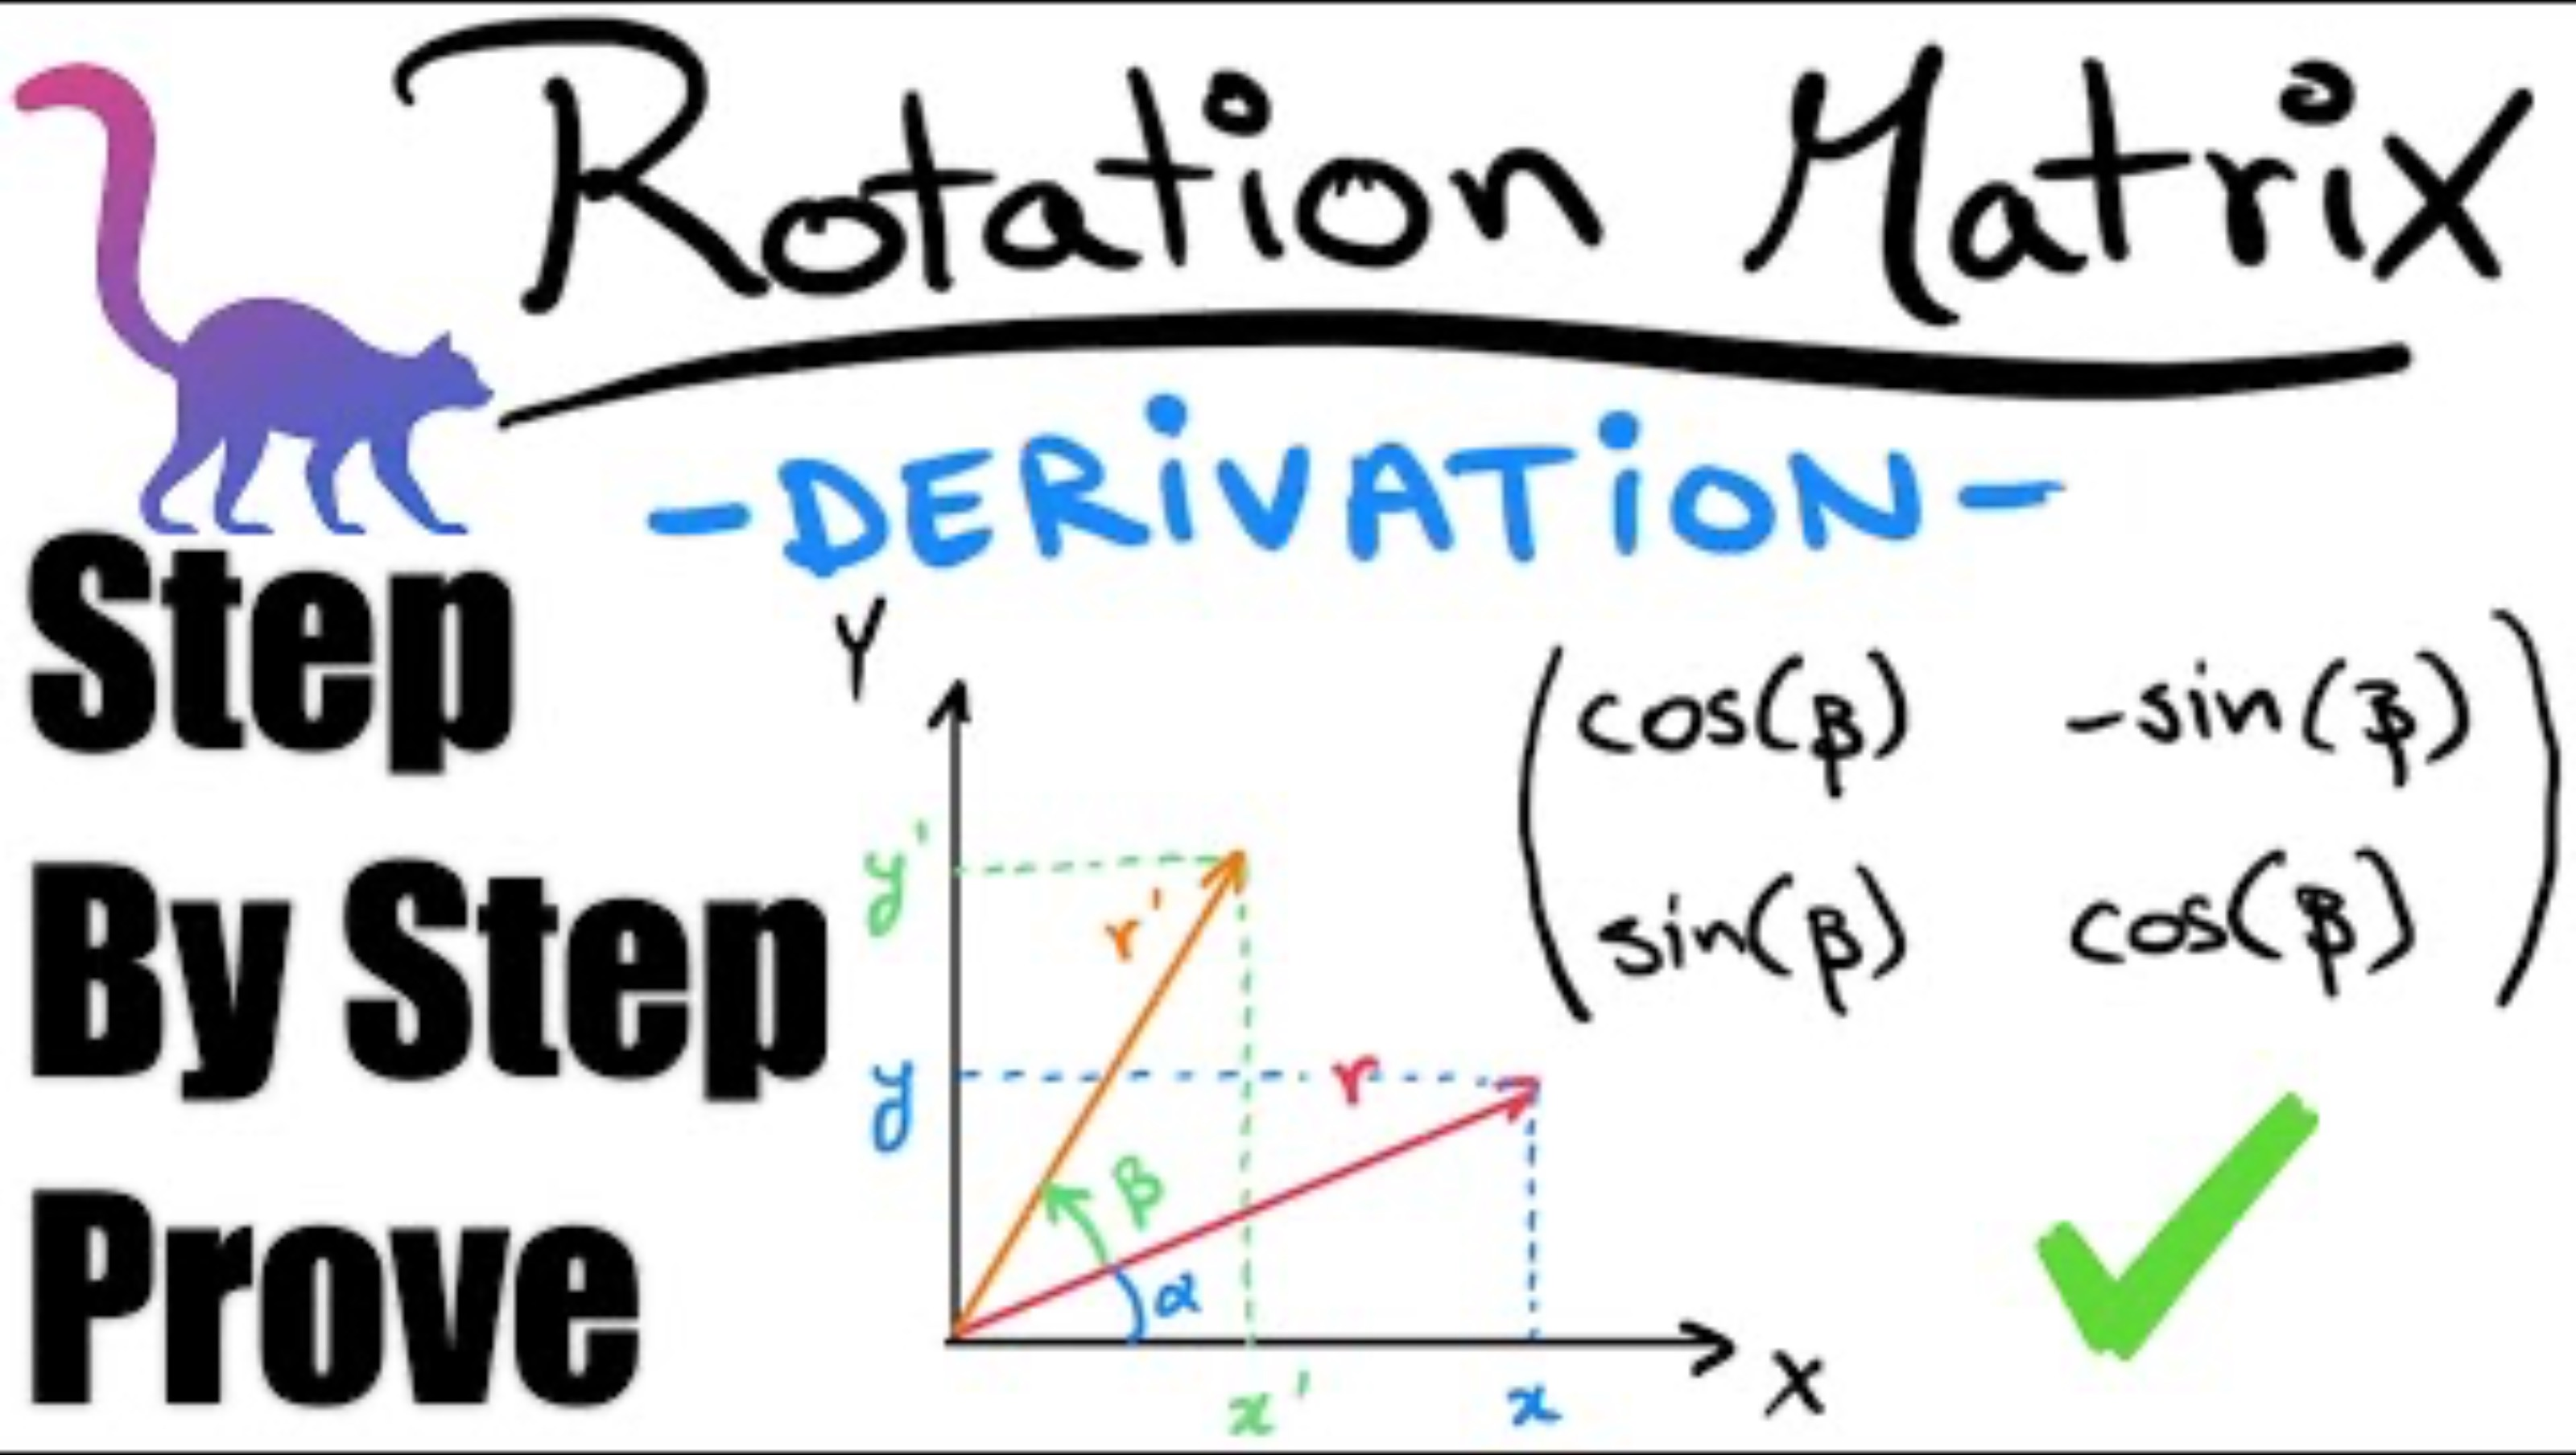 Rotation Matrix
-DERiVATiON-
Step
By Step
Prove
Y
y'
r'
y
r
β
α
x'
x
X
cos(β) -sin(β)
sin(β) cos(β)